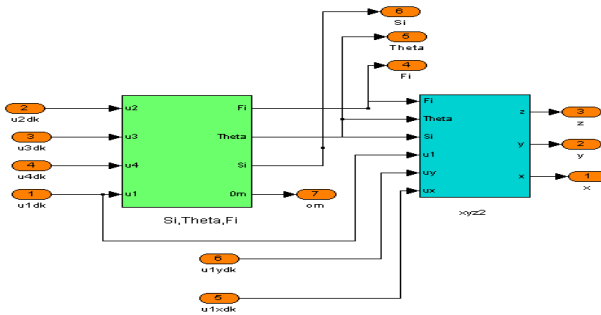 6
Si
5
Theta
4
Fi
2
u2dk
3
u3dk
4
u4dk
1
u1dk
u2
u3
u4
u1
Fi
Theta
Si
Om
Si,Theta,Fi
7
om
Fi
Theta
Si
u1
uy
ux
z
y
x
xyz2
3
z
2
y
1
x
6
u1ydk
5
u1xdk